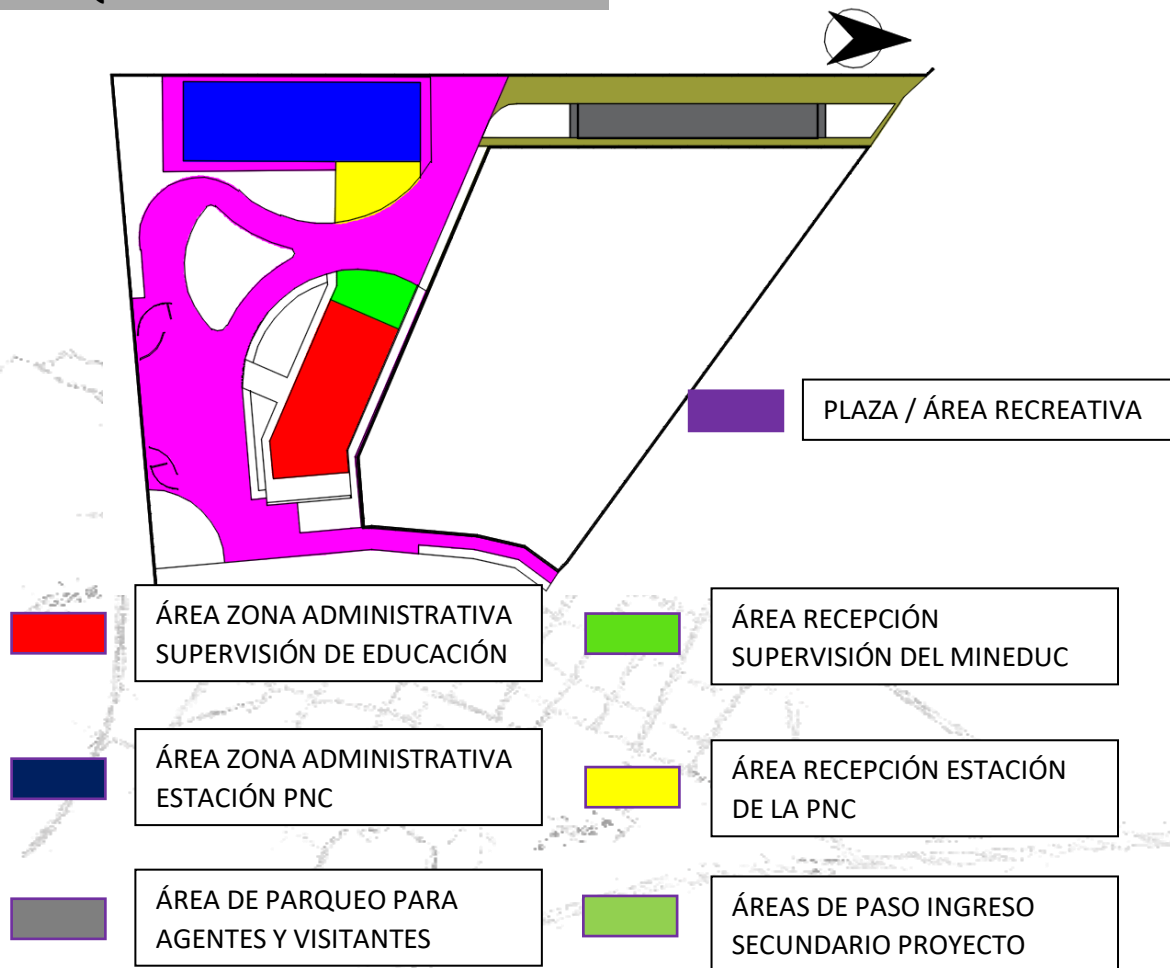 PLAZA / ÁREA RECREATIVA
ÁREA ZONA ADMINISTRATIVA
SUPERVISIÓN DE EDUCACIÓN
ÁREA RECEPCIÓN
SUPERVISIÓN DEL MINEDUC
ÁREA ZONA ADMINISTRATIVA
ESTACIÓN PNC
ÁREA RECEPCIÓN ESTACIÓN
DE LA PNC
ÁREA DE PARQUEO PARA
AGENTES Y VISITANTES
ÁREAS DE PASO INGRESO
SECUNDARIO PROYECTO